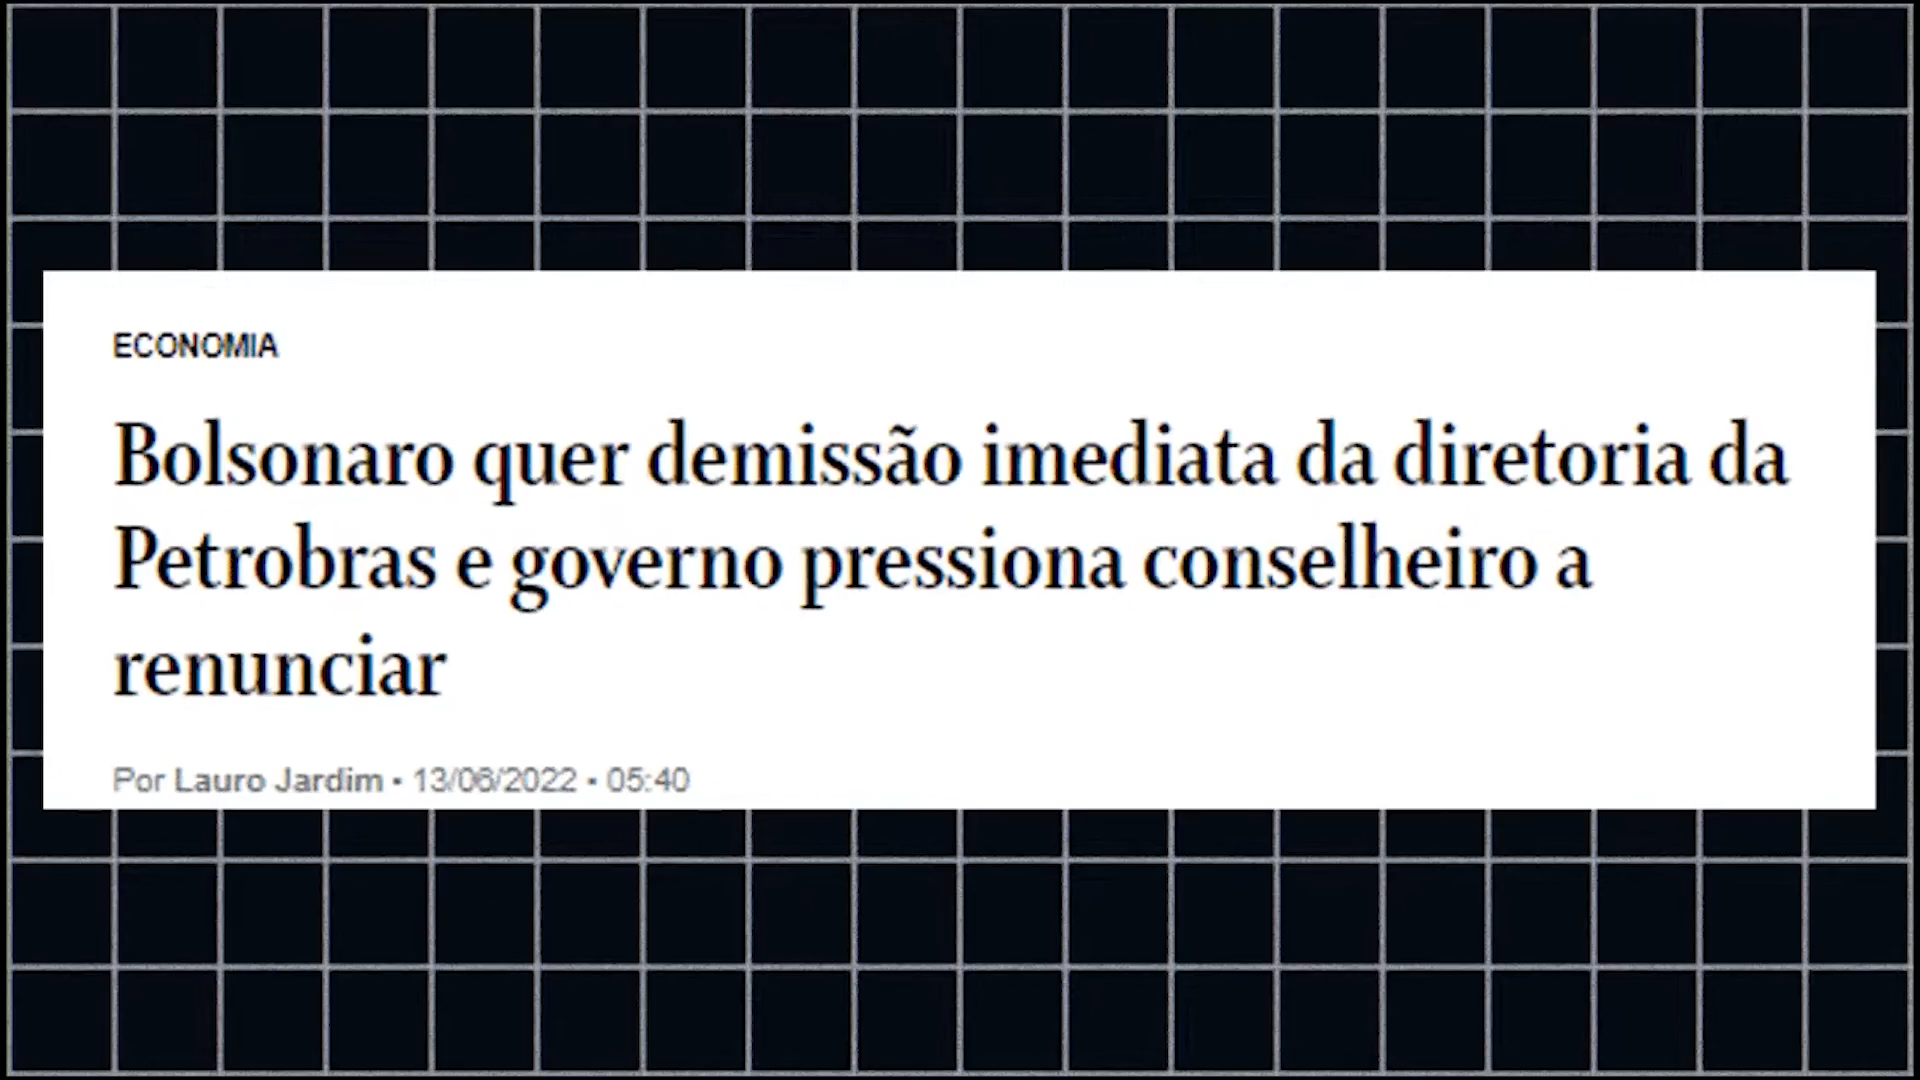 ECONOMIA
Bolsonaro quer demissão imediata da diretoria da
Petrobras e governo pressiona conselheiro a
renunciar
Por Lauro Jardim • 13/06/2022 • 05:40